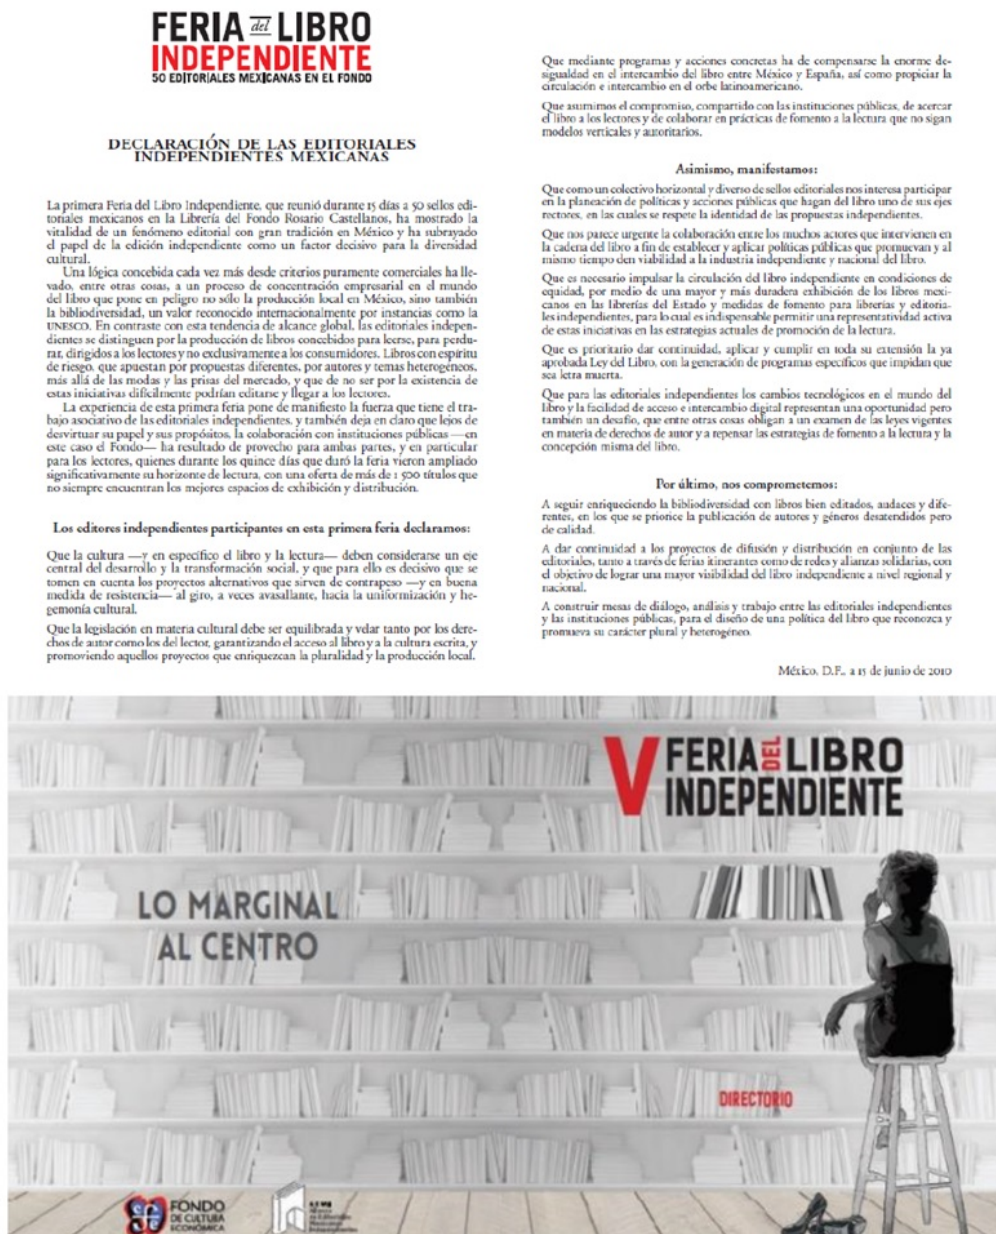 FERIA del LIBRO
INDEPENDIENTE
50 EDITORIALES MEXICANAS EN EL FONDO
DECLARACIÓN DE LAS EDITORIALES
INDEPENDIENTES MEXICANAS
La primera Feria del Libro Independiente, que reunió durante 15 días a 50 sellos edi-
toriales mexicanos en la Librería del Fondo Rosario Castellanos, ha mostrado la
vitalidad de un fenómeno editorial con gran tradición en México y ha subrayado
el papel de la edición independiente como un factor decisivo para la diversidad
cultural.
Una lógica concebida cada vez más desde criterios puramente comerciales ha lle-
vado, entre otras cosas, a un proceso de concentración empresarial en el mundo
del libro que pone en peligro no sólo la producción local en México, sino también
la bibliodiversidad, un valor reconocido internacionalmente por instancias como la
UNESCO. En contraste con esta tendencia de alcance global, las editoriales indepen-
dientes se distinguen por la producción de libros concebidos para leerse, para perdu-
rar, dirigidos a los lectores y no exclusivamente a los consumidores. Libros con espíritu
de riesgo, que apuestan por propuestas diferentes, por autores y temas heterogéneos,
más allá de las modas y las prisas del mercado, y que de no ser por la existencia de
estas iniciativas difícilmente podrían editarse y llegar a los lectores.
La experiencia de esta primera feria pone de manifiesto la fuerza que tiene el tra-
bajo asociativo de las editoriales independientes, y también deja en claro que lejos de
desvirtuar su papel y sus propósitos, la colaboración con instituciones públicas —en
este caso el Fondo— ha resultado de provecho para ambas partes, y en particular
para los lectores, quienes durante los quince días que duró la feria vieron ampliado
significativamente su horizonte de lectura, con una oferta de más de 1 500 títulos que
no siempre encuentran los mejores espacios de exhibición y distribución.
Los editores independientes participantes en esta primera feria declaramos:
Que la cultura —y en específico el libro y la lectura— deben considerarse un eje
central del desarrollo y la transformación social, y que para ello es decisivo que se
tomen en cuenta los proyectos alternativos que sirven de contrapeso —y en buena
medida de resistencia— al giro, a veces avasallante, hacia la uniformización y he-
gemonía cultural.
Que la legislación en materia cultural debe ser equilibrada y velar tanto por los dere-
chos de autor como los del lector, garantizando el acceso al libro y a la cultura escrita, y
promoviendo aquellos proyectos que enriquezcan la pluralidad y la producción local.
Que mediante programas y acciones concretas ha de compensarse la enorme de-
sigualdad en el intercambio del libro entre México y España, así como propiciar la
circulación e intercambio en el orbe latinoamericano.
Que asumimos el compromiso, compartido con las instituciones públicas, de acercar
el libro a los lectores y de colaborar en prácticas de fomento a la lectura que no sigan
modelos verticales y autoritarios.
Asimismo, manifestamos:
Que como un colectivo horizontal y diverso de sellos editoriales nos interesa participar
en la planeación de políticas y acciones públicas que hagan del libro uno de sus ejes
rectores, en las cuales se respete la identidad de las propuestas independientes.
Que nos parece urgente la colaboración entre los muchos actores que intervienen en
la cadena del libro a fin de establecer y aplicar políticas públicas que promuevan y al
mismo tiempo den viabilidad a la industria independiente y nacional del libro.
Que es necesario impulsar la circulación del libro independiente en condiciones de
equidad, por medio de una mayor y más duradera exhibición de los libros mexi-
canos en las librerías del Estado y medidas de fomento para librerías y editoria-
les independientes, para lo cual es indispensable permitir una representatividad activa
de estas iniciativas en las estrategias actuales de promoción de la lectura.
Que es prioritario dar continuidad, aplicar y cumplir en toda su extensión la ya
aprobada Ley del Libro, con la generación de programas específicos que impidan que
sea letra muerta.
Que para las editoriales independientes los cambios tecnológicos en el mundo del
libro y la facilidad de acceso e intercambio digital representan una oportunidad pero
también un desafío, que entre otras cosas obligan a un examen de las leyes vigentes
en materia de derechos de autor y a repensar las estrategias de fomento a la lectura y la
concepción misma del libro.
Por último, nos comprometemos:
A seguir enriqueciendo la bibliodiversidad con libros bien editados, audaces y dife-
rentes, en los que se priorice la publicación de autores y géneros desatendidos pero
de calidad.
A dar continuidad a los proyectos de difusión y distribución en conjunto de las
editoriales, tanto a través de ferias itinerantes como de redes y alianzas solidarias, con
el objetivo de lograr una mayor visibilidad del libro independiente a nivel regional y
nacional.
A construir mesas de diálogo, análisis y trabajo entre las editoriales independientes
y las instituciones públicas, para el diseño de una política del libro que reconozca y
promueva su carácter plural y heterogéneo.
México, D.F., a 15 de junio de 2010
V FERIA DEL LIBRO
INDEPENDIENTE
LO MARGINAL
AL CENTRO
DIRECTORIO
FONDO
DE CULTURA
ECONÓMICA